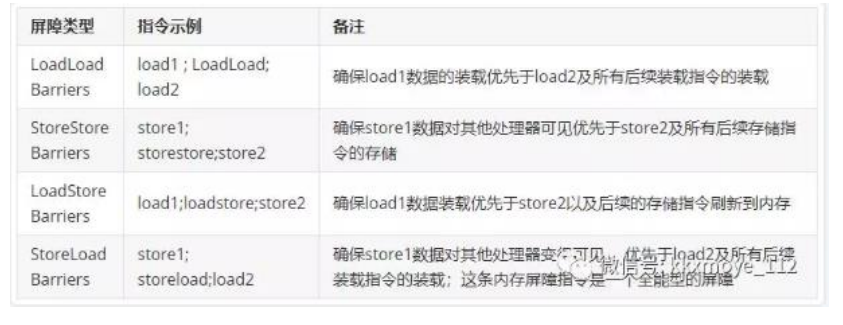 屏障类型 指令示例 备注
LoadLoad load1 ; LoadLoad;
Barriers load2
确保load1数据的装载优先于load2及所有后续装载指令的装载
StoreStore store1;
Barriers storestore;store2
确保store1数据对其他处理器可见优先于store2及所有后续存储指
令的存储
LoadStore
Barriers
load1;loadstore;store2
确保load1数据装载优先于store2以及后续的存储指令刷新到内存
StoreLoad store1;
Barriers storeload;load2
确保store1数据对其他处理器变得可见，优先于load2及所有后续
装载指令的装载；这条内存屏障指令是一个全能型的屏障
微信号: kkxmoye_112